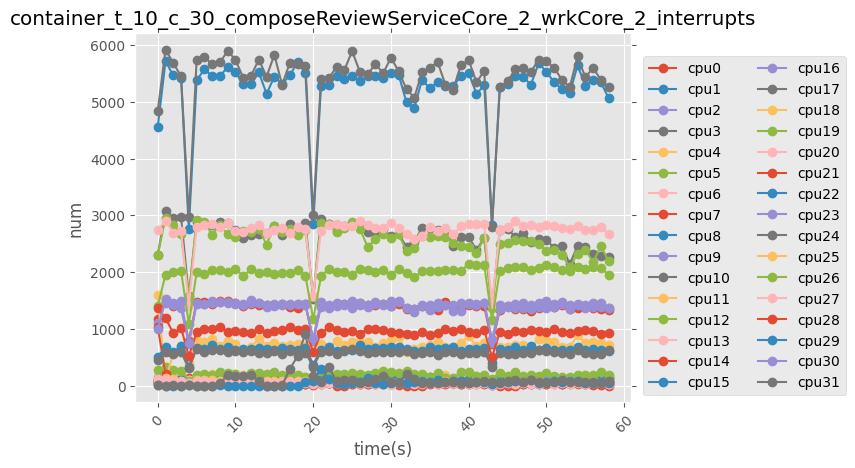 container_t_10_c_30_composeReviewServiceCore_2_wrkCore_2_interrupts
6000
5000
4000
3000
2000
1000
0
num
0
10
20
30
40
50
60
time(s)
cpu0
cpu1
cpu2
cpu3
cpu4
cpu5
cpu6
cpu7
cpu8
cpu9
cpu10
cpu11
cpu12
cpu13
cpu14
cpu15
cpu16
cpu17
cpu18
cpu19
cpu20
cpu21
cpu22
cpu23
cpu24
cpu25
cpu26
cpu27
cpu28
cpu29
cpu30
cpu31